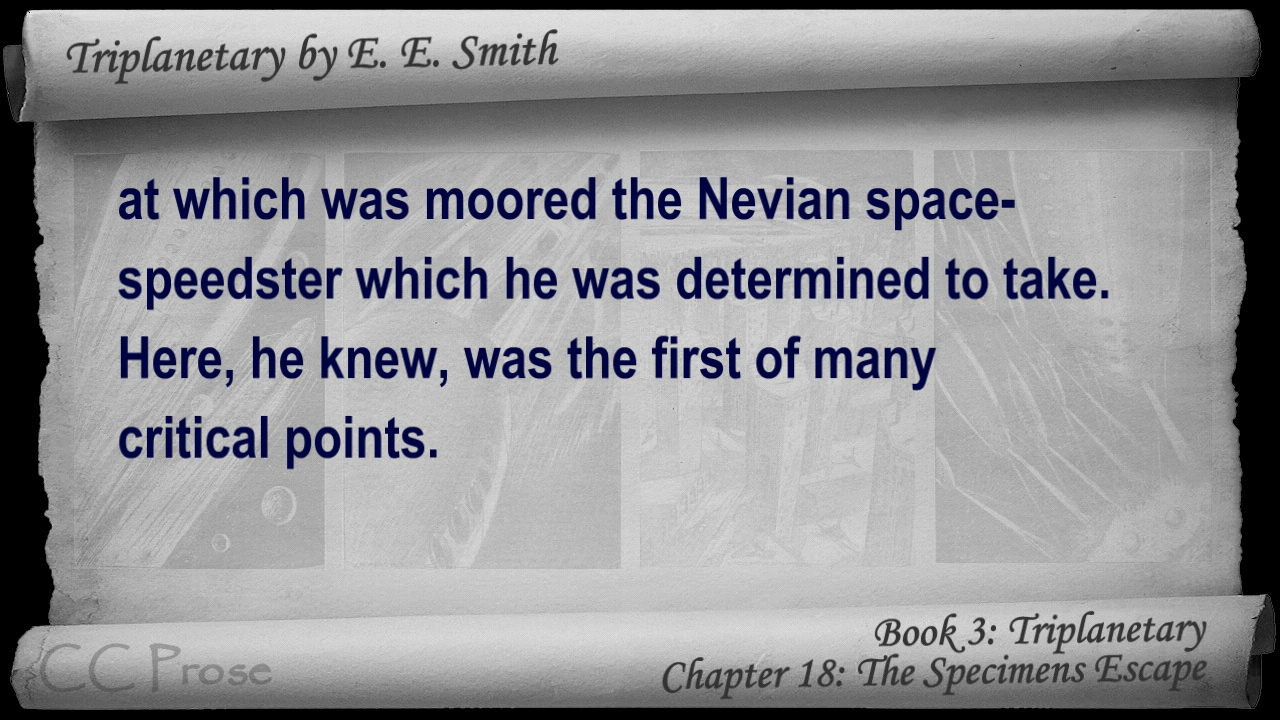 Triplanetary by E. E. Smith
at which was moored the Nevian space-
speedster which he was determined to take.
Here, he knew, was the first of many
critical points.
Book 3: Triplanetary
Chapter 18: The Specimens Escape
CC Prose